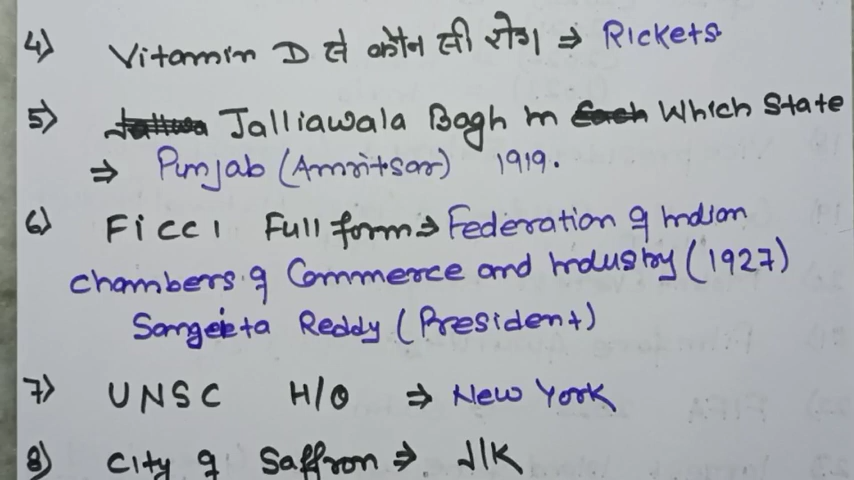 4) Vitamin D से कौन सी रोग ⇒ Rickets
5) Jalliawala Bagh in Which State
⇒ Punjab (Amritsar) 1919.
6) FiCCI Full form ⇒ Federation of Indian
chambers of Commerce and Industry (1927)
Sangeeta Reddy (President)
7) UNSC H/O ⇒ New York
8) City of Saffron ⇒ J/K